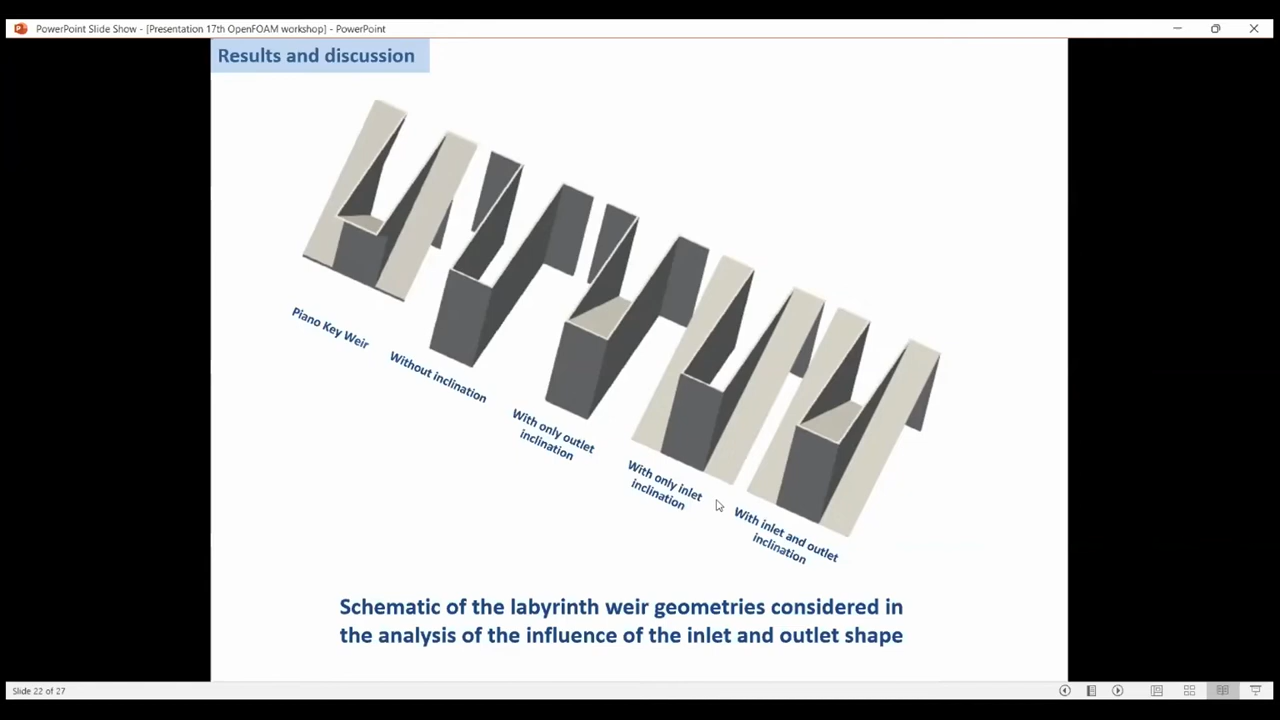 PowerPoint Slide Show - [Presentation 17th OpenFOAM workshop] - PowerPoint
Results and discussion
Piano Key Weir
Without inclination
With only outlet
inclination
With only inlet
inclination
With inlet and outlet
inclination
Schematic of the labyrinth weir geometries considered in
the analysis of the influence of the inlet and outlet shape
Slide 22 of 27